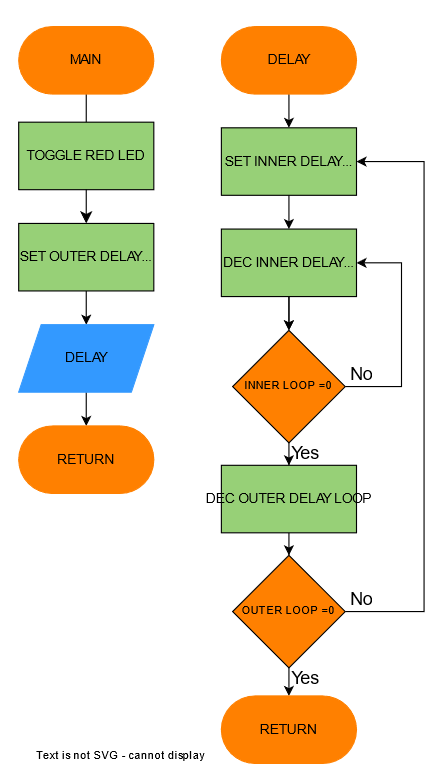 MAIN
TOGGLE RED LED
SET OUTER DELAY...
DELAY
RETURN
DELAY
SET INNER DELAY...
DEC INNER DELAY...
INNER LOOP =0
No
Yes
DEC OUTER DELAY LOOP
OUTER LOOP =0
No
Yes
RETURN
Text is not SVG - cannot display